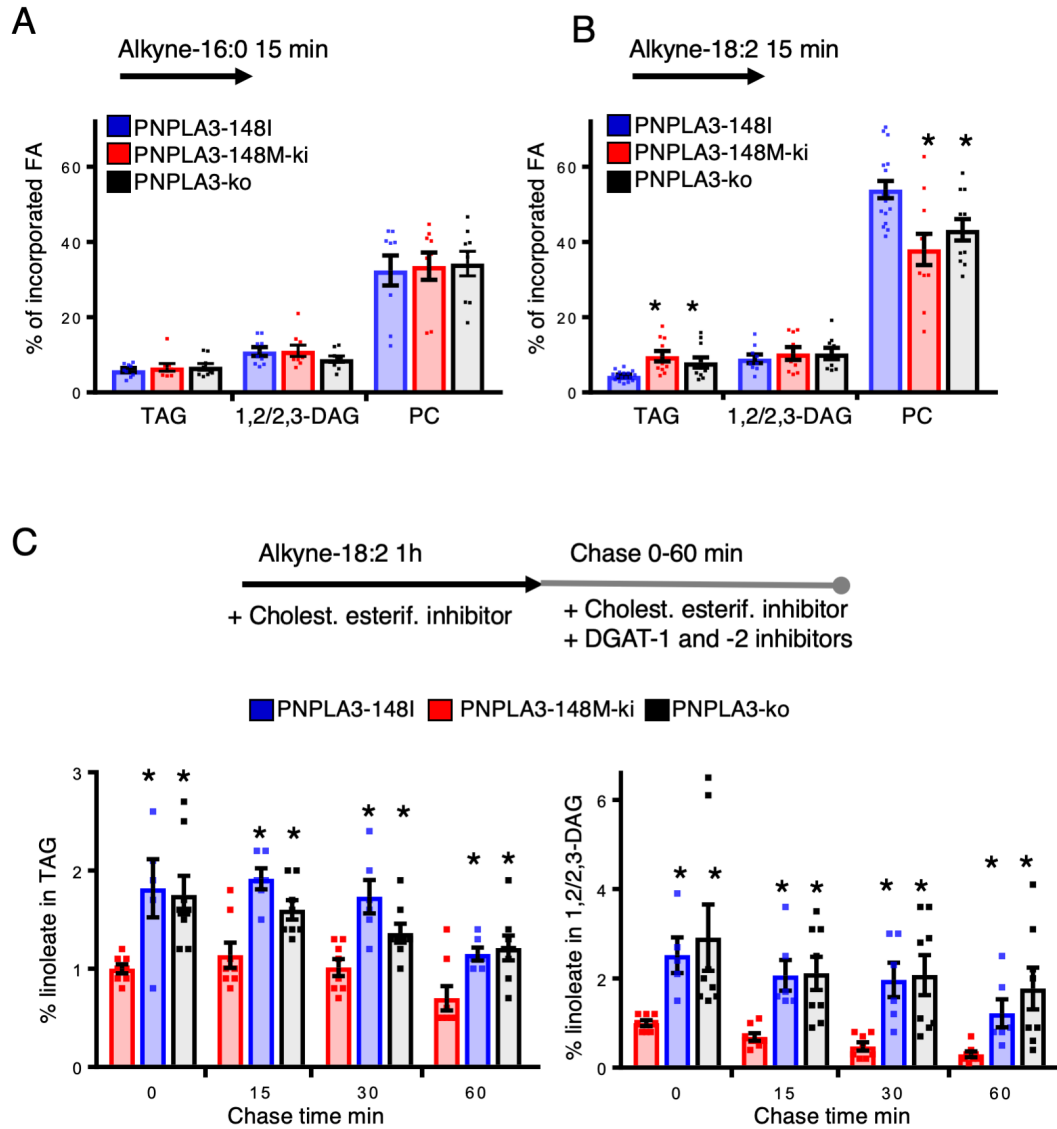 A
Alkyne-16:0 15 min
PNPLA3-148I
PNPLA3-148M-ki
PNPLA3-ko
% of incorporated FA
60
40
20
0
TAG 1,2/2,3-DAG PC
B
Alkyne-18:2 15 min
PNPLA3-148I
PNPLA3-148M-ki
PNPLA3-ko
% of incorporated FA
60
40
20
0
* * * *
TAG 1,2/2,3-DAG PC
C
Alkyne-18:2 1h
+ Cholest. esterif. inhibitor
Chase 0-60 min
+ Cholest. esterif. inhibitor
+ DGAT-1 and -2 inhibitors
PNPLA3-148I PNPLA3-148M-ki PNPLA3-ko
% linoleate in TAG
3
2
1
0
* * * * * * * *
0 15 30 60
Chase time min
% linoleate in 1,2/2,3-DAG
6
4
2
0
* * * * * * * *
0 15 30 60
Chase time min